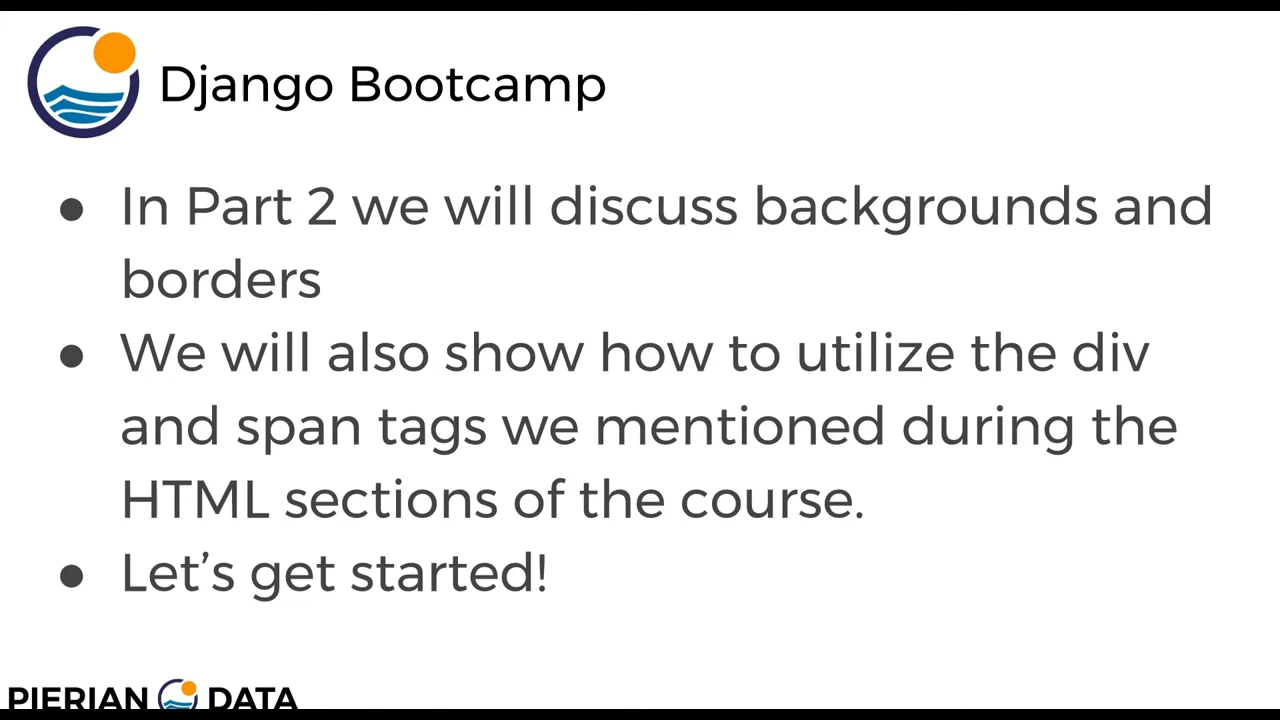 Django Bootcamp
● In Part 2 we will discuss backgrounds and
borders
● We will also show how to utilize the div
and span tags we mentioned during the
HTML sections of the course.
● Let’s get started!
PIERIAN DATA